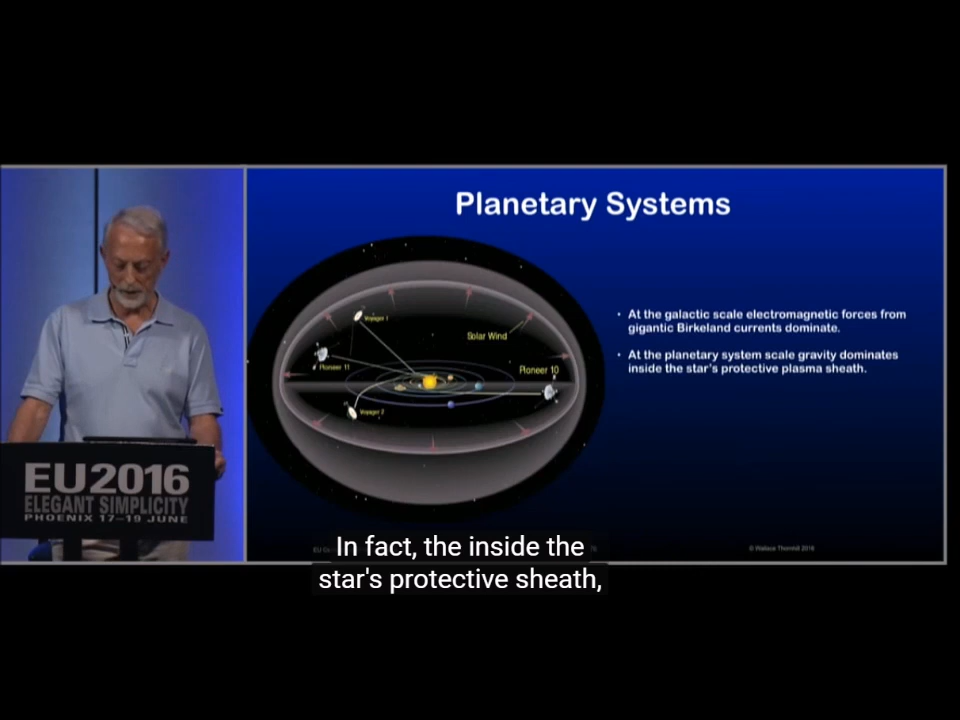 Planetary Systems
Voyager 1
Solar Wind
Pioneer 11
Pioneer 10
Voyager 2
• At the galactic scale electromagnetic forces from
gigantic Birkeland currents dominate.
• At the planetary system scale gravity dominates
inside the star's protective plasma sheath.
EU2016
ELEGANT SIMPLICITY
PHOENIX 17–19 JUNE
© Wallace Thornhill 2016
In fact, the inside the
star's protective sheath,